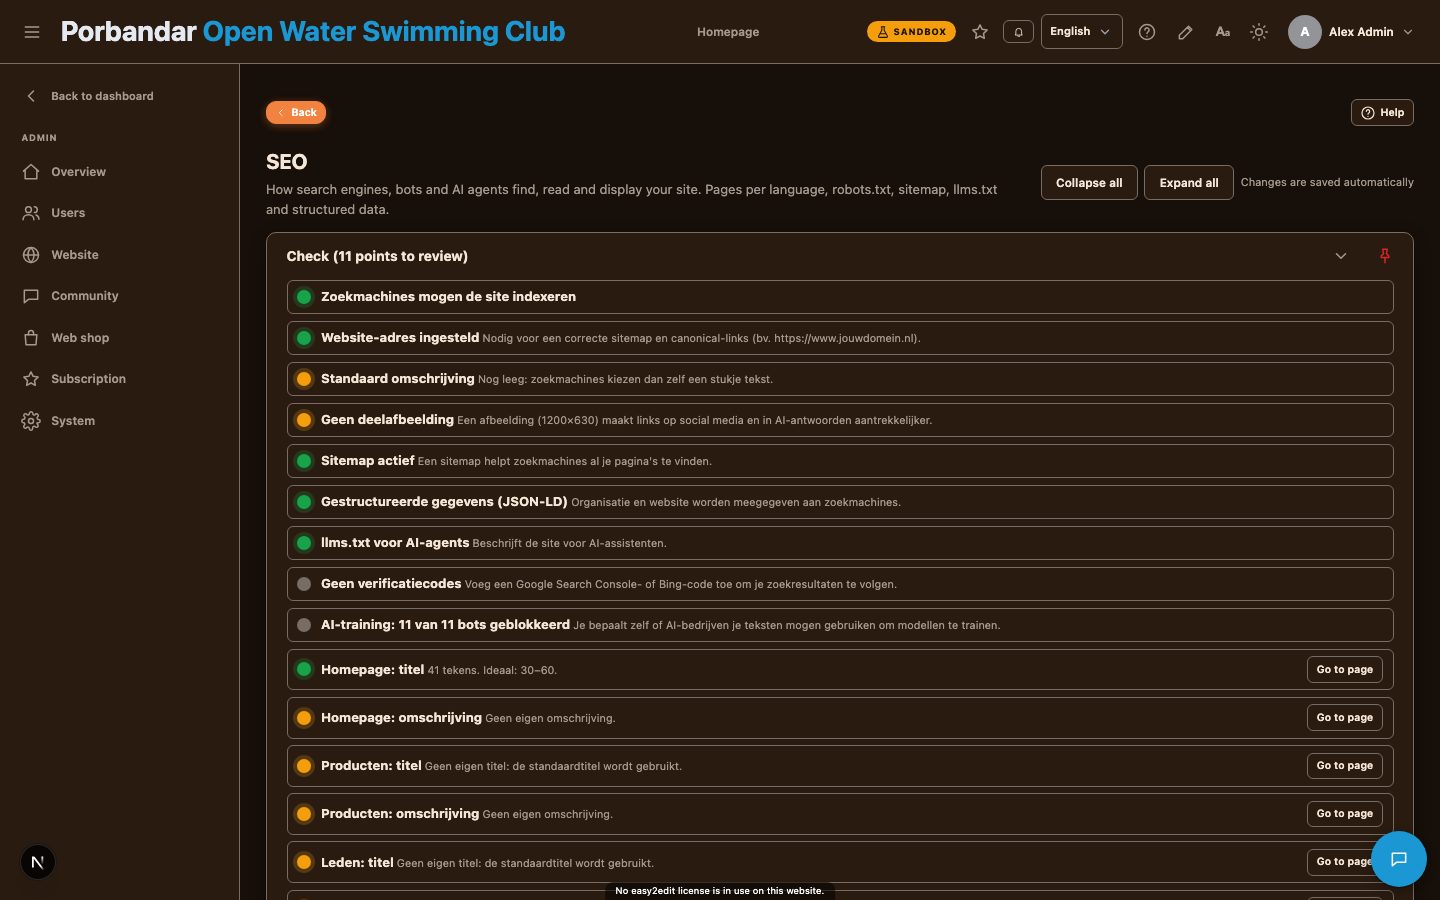 Porbandar Open Water Swimming Club
Homepage
SANDBOX
English
Aa
A
Alex Admin
Back to dashboard
ADMIN
Overview
Users
Website
Community
Web shop
Subscription
System
Back
Help
SEO
How search engines, bots and AI agents find, read and display your site. Pages per language, robots.txt, sitemap, llms.txt
and structured data.
Collapse all
Expand all
Changes are saved automatically
Check (11 points to review)
Zoekmachines mogen de site indexeren
Website-adres ingesteld Nodig voor een correcte sitemap en canonical-links (bv. https://www.jouwdomein.nl).
Standaard omschrijving Nog leeg: zoekmachines kiezen dan zelf een stukje tekst.
Geen deelafbeelding Een afbeelding (1200×630) maakt links op social media en in AI-antwoorden aantrekkelijker.
Sitemap actief Een sitemap helpt zoekmachines al je pagina's te vinden.
Gestructureerde gegevens (JSON-LD) Organisatie en website worden meegegeven aan zoekmachines.
llms.txt voor AI-agents Beschrijft de site voor AI-assistenten.
Geen verificatiecodes Voeg een Google Search Console- of Bing-code toe om je zoekresultaten te volgen.
AI-training: 11 van 11 bots geblokkeerd Je bepaalt zelf of AI-bedrijven je teksten mogen gebruiken om modellen te trainen.
Homepage: titel 41 tekens. Ideaal: 30–60.
Go to page
Homepage: omschrijving Geen eigen omschrijving.
Go to page
Producten: titel Geen eigen titel: de standaardtitel wordt gebruikt.
Go to page
Producten: omschrijving Geen eigen omschrijving.
Go to page
Leden: titel Geen eigen titel: de standaardtitel wordt gebruikt.
Go to page
N
No easy2edit license is in use on this website.